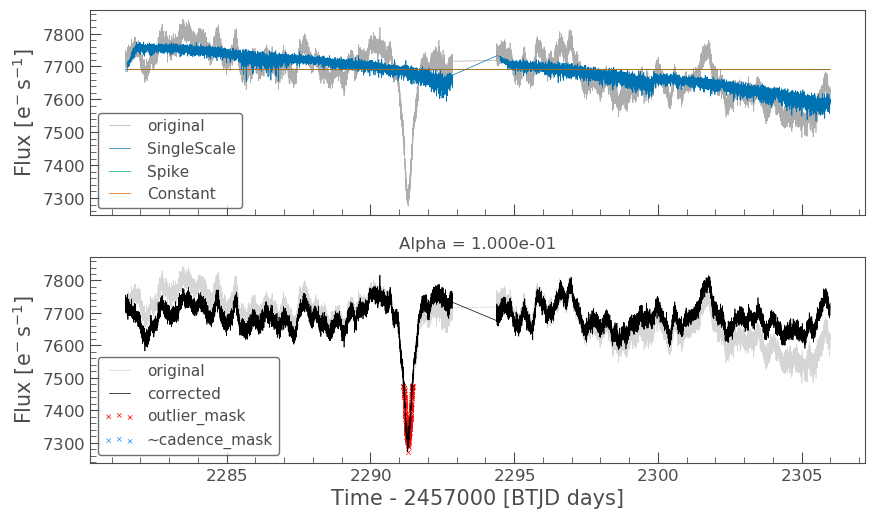 7800
7700
7600
7500
7400
7300
Flux [e⁻ s⁻¹]
original
SingleScale
Spike
Constant
Alpha = 1.000e-01
7800
7700
7600
7500
7400
7300
Flux [e⁻ s⁻¹]
original
corrected
outlier_mask
~cadence_mask
2285 2290 2295 2300 2305
Time - 2457000 [BTJD days]